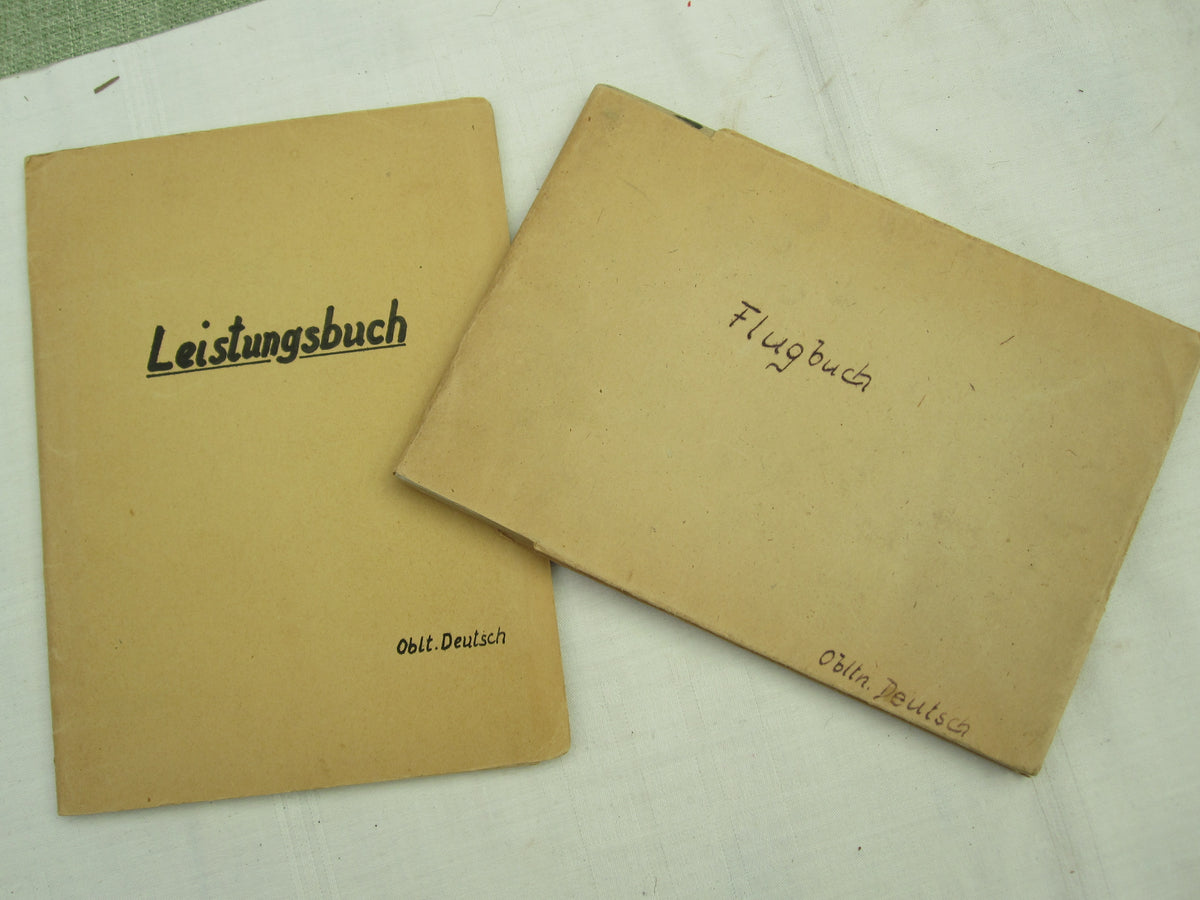 Leistungsbuch
Oblt. Deutsch
Flugbuch
Obltn. Deutsch